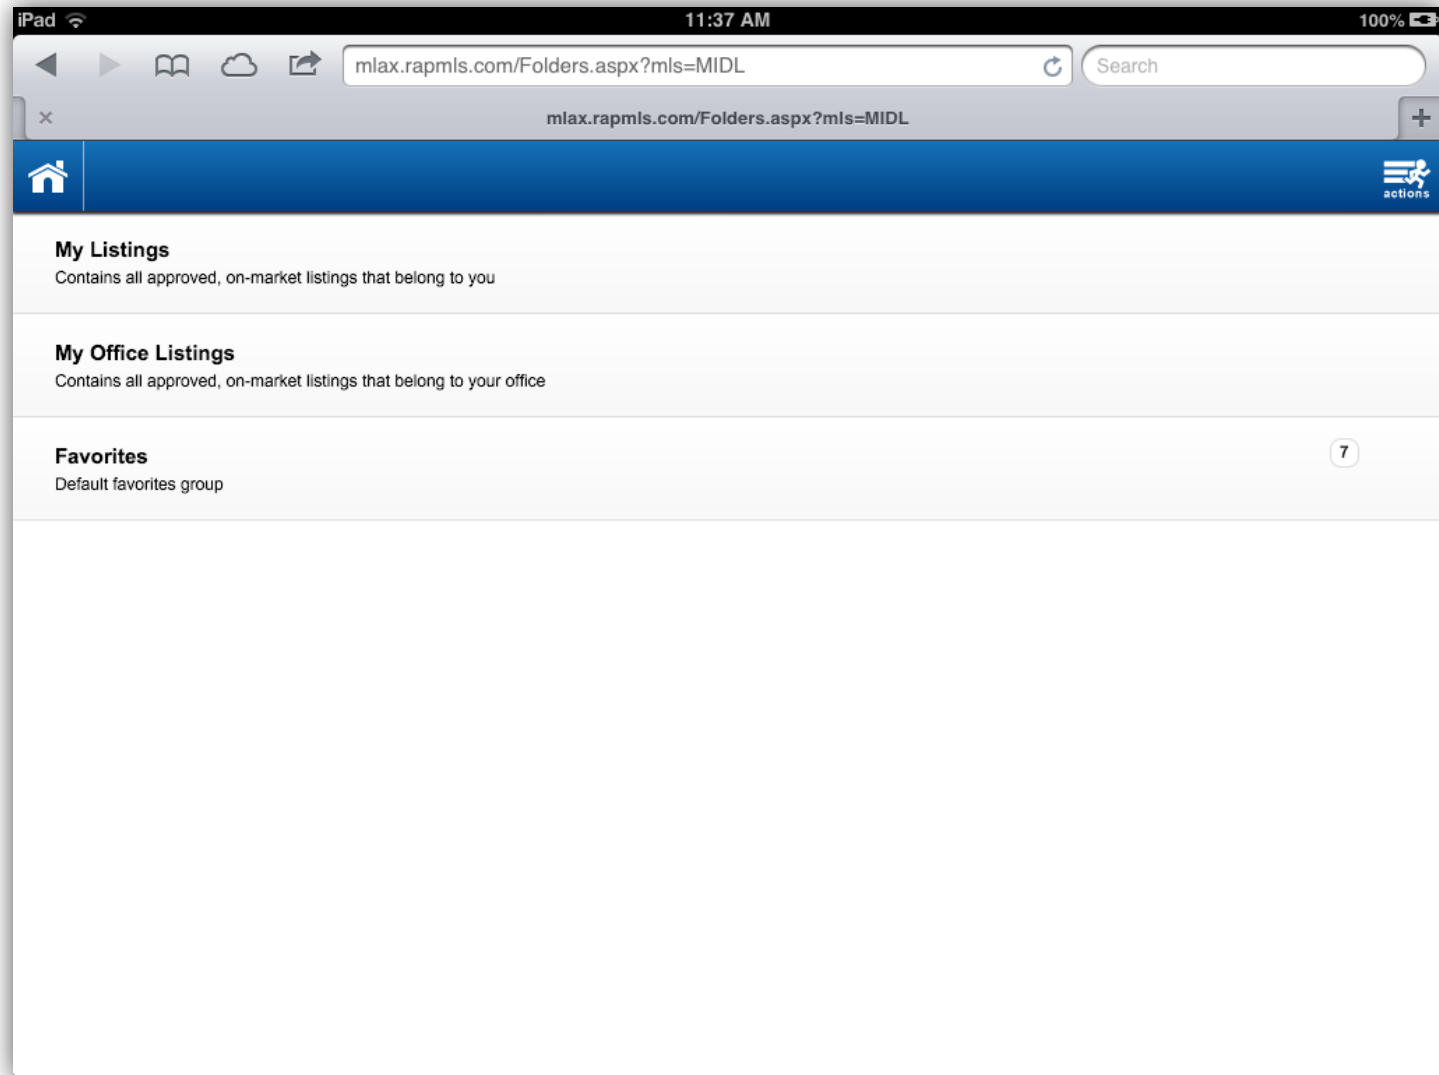 iPad
11:37 AM
100%
mlax.rapmls.com/Folders.aspx?mls=MIDL
Search
mlax.rapmls.com/Folders.aspx?mls=MIDL
actions
My Listings
Contains all approved, on-market listings that belong to you
My Office Listings
Contains all approved, on-market listings that belong to your office
Favorites
7
Default favorites group